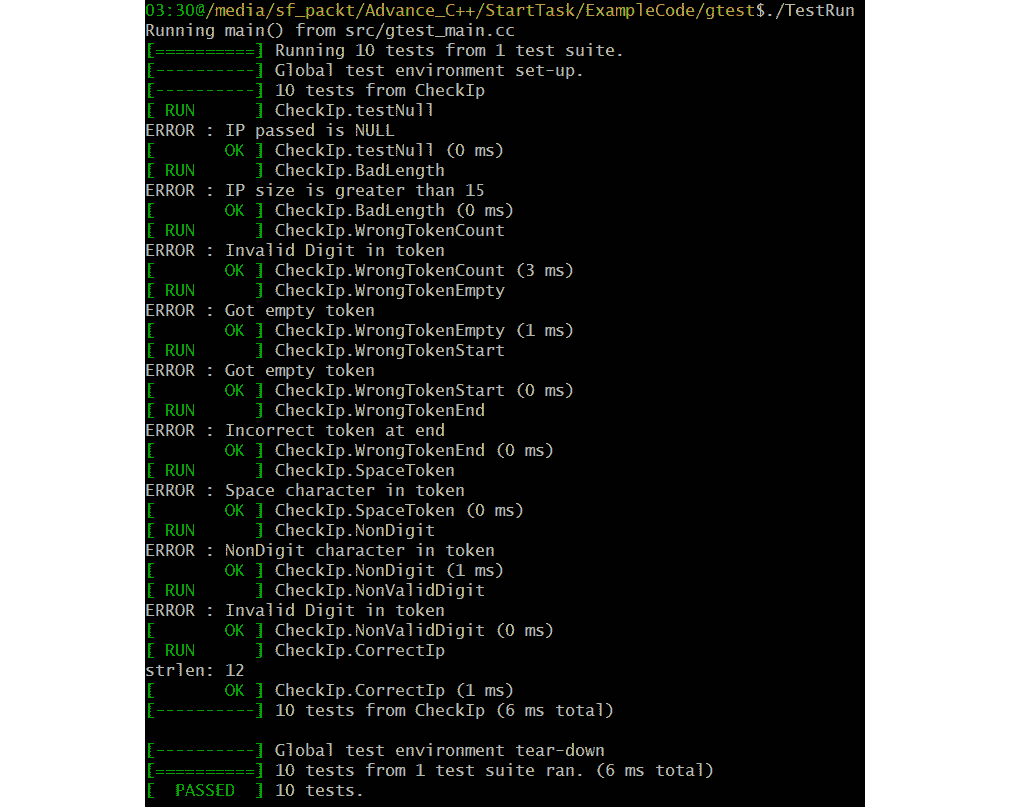 03:30@/media/sf_packt/Advance_C++/StartTask/ExampleCode/gtest$./TestRun
Running main() from src/gtest_main.cc
[==========] Running 10 tests from 1 test suite.
[----------] Global test environment set-up.
[----------] 10 tests from CheckIp
[ RUN      ] CheckIp.testNull
ERROR : IP passed is NULL
[       OK ] CheckIp.testNull (0 ms)
[ RUN      ] CheckIp.BadLength
ERROR : IP size is greater than 15
[       OK ] CheckIp.BadLength (0 ms)
[ RUN      ] CheckIp.WrongTokenCount
ERROR : Invalid Digit in token
[       OK ] CheckIp.WrongTokenCount (3 ms)
[ RUN      ] CheckIp.WrongTokenEmpty
ERROR : Got empty token
[       OK ] CheckIp.WrongTokenEmpty (1 ms)
[ RUN      ] CheckIp.WrongTokenStart
ERROR : Got empty token
[       OK ] CheckIp.WrongTokenStart (0 ms)
[ RUN      ] CheckIp.WrongTokenEnd
ERROR : Incorrect token at end
[       OK ] CheckIp.WrongTokenEnd (0 ms)
[ RUN      ] CheckIp.SpaceToken
ERROR : Space character in token
[       OK ] CheckIp.SpaceToken (0 ms)
[ RUN      ] CheckIp.NonDigit
ERROR : NonDigit character in token
[       OK ] CheckIp.NonDigit (1 ms)
[ RUN      ] CheckIp.NonValidDigit
ERROR : Invalid Digit in token
[       OK ] CheckIp.NonValidDigit (0 ms)
[ RUN      ] CheckIp.CorrectIp
strlen: 12
[       OK ] CheckIp.CorrectIp (1 ms)
[----------] 10 tests from CheckIp (6 ms total)
[----------] Global test environment tear-down
[==========] 10 tests from 1 test suite ran. (6 ms total)
[  PASSED  ] 10 tests.